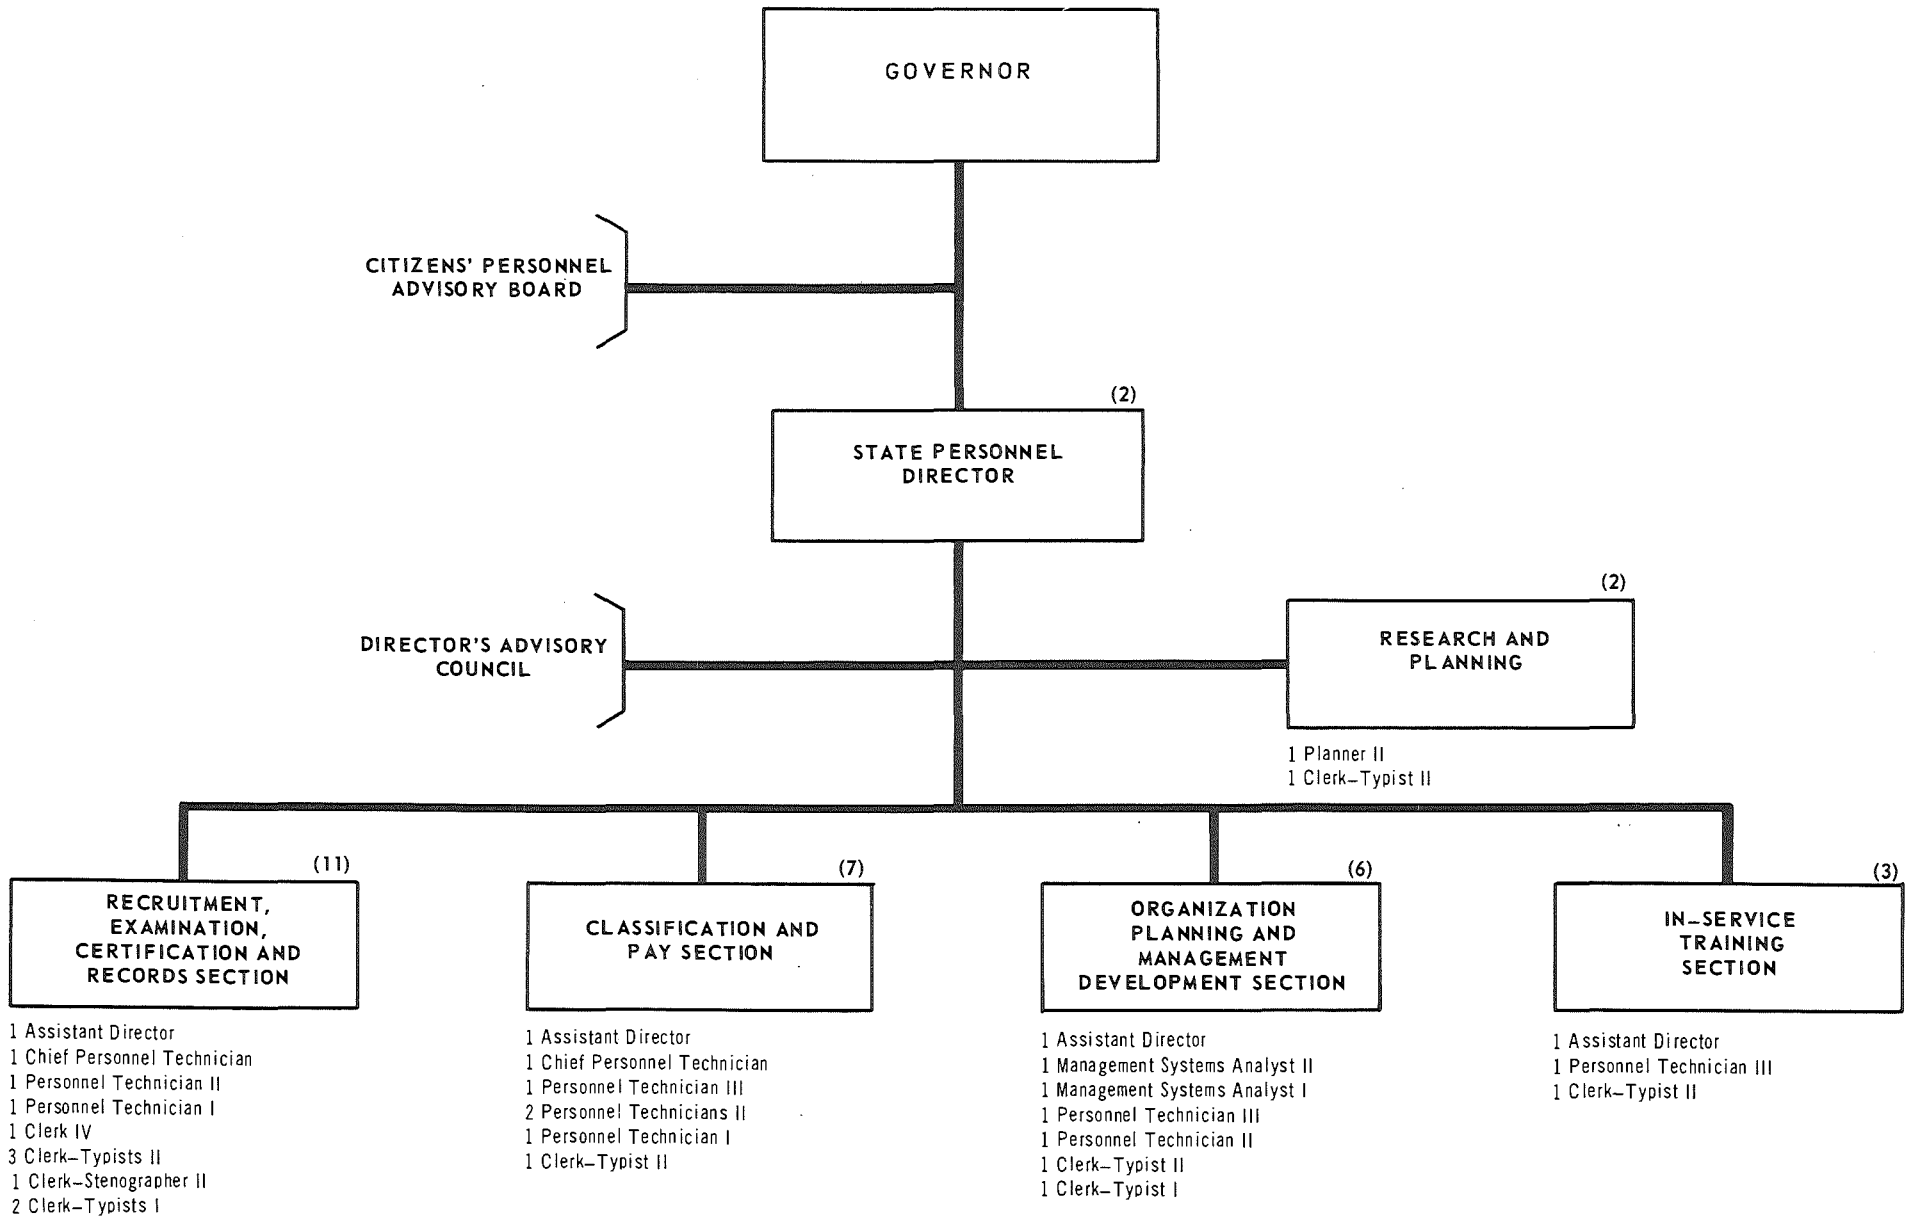 GOVERNOR
CITIZENS' PERSONNEL
ADVISORY BOARD
(2)
STATE PERSONNEL
DIRECTOR
DIRECTOR'S ADVISORY
COUNCIL
(2)
RESEARCH AND
PLANNING
1 Planner II
1 Clerk–Typist II
(11)
RECRUITMENT,
EXAMINATION,
CERTIFICATION AND
RECORDS SECTION
1 Assistant Director
1 Chief Personnel Technician
1 Personnel Technician II
1 Personnel Technician I
1 Clerk IV
3 Clerk–Typists II
1 Clerk–Stenographer II
2 Clerk–Typists I
(7)
CLASSIFICATION AND
PAY SECTION
1 Assistant Director
1 Chief Personnel Technician
1 Personnel Technician III
2 Personnel Technicians II
1 Personnel Technician I
1 Clerk–Typist II
(6)
ORGANIZATION
PLANNING AND
MANAGEMENT
DEVELOPMENT SECTION
1 Assistant Director
1 Management Systems Analyst II
1 Management Systems Analyst I
1 Personnel Technician III
1 Personnel Technician II
1 Clerk–Typist II
1 Clerk–Typist I
(3)
IN–SERVICE
TRAINING
SECTION
1 Assistant Director
1 Personnel Technician III
1 Clerk–Typist II